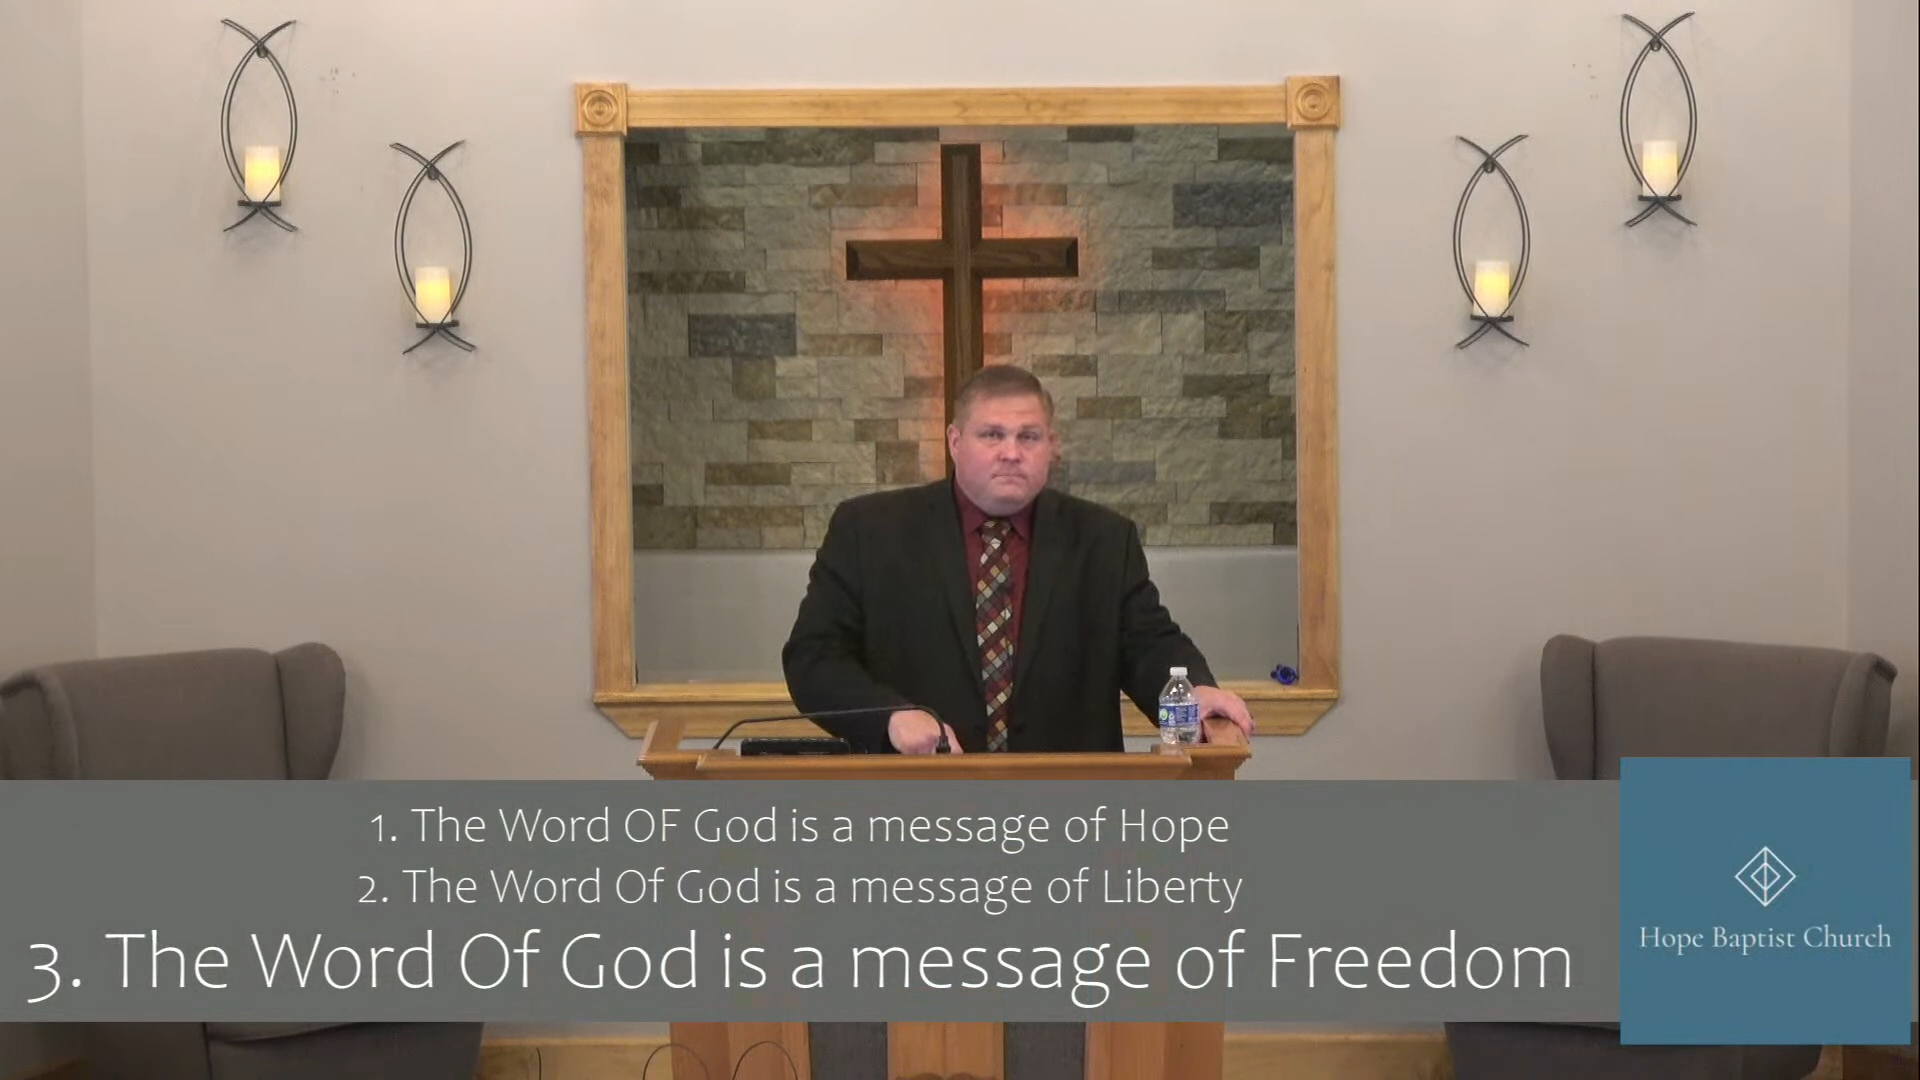 1. The Word OF God is a message of Hope
2. The Word Of God is a message of Liberty
3. The Word Of God is a message of Freedom
Hope Baptist Church